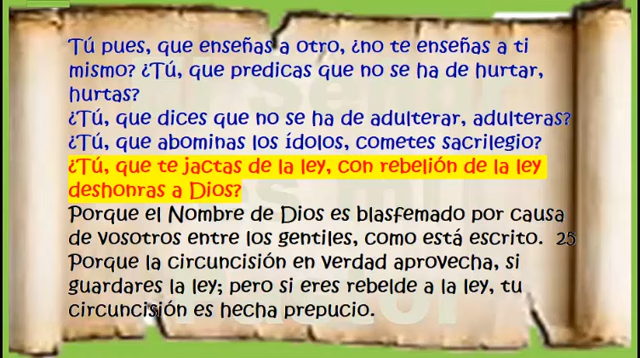 Tú pues, que enseñas a otro, ¿no te enseñas a ti
mismo? ¿Tú, que predicas que no se ha de hurtar,
hurtas?
¿Tú, que dices que no se ha de adulterar, adulteras?
¿Tú, que abominas los ídolos, cometes sacrilegio?
¿Tú, que te jactas de la ley, con rebelión de la ley
deshonras a Dios?
Porque el Nombre de Dios es blasfemado por causa
de vosotros entre los gentiles, como está escrito. 25
Porque la circuncisión en verdad aprovecha, si
guardares la ley; pero si eres rebelde a la ley, tu
circuncisión es hecha prepucio.